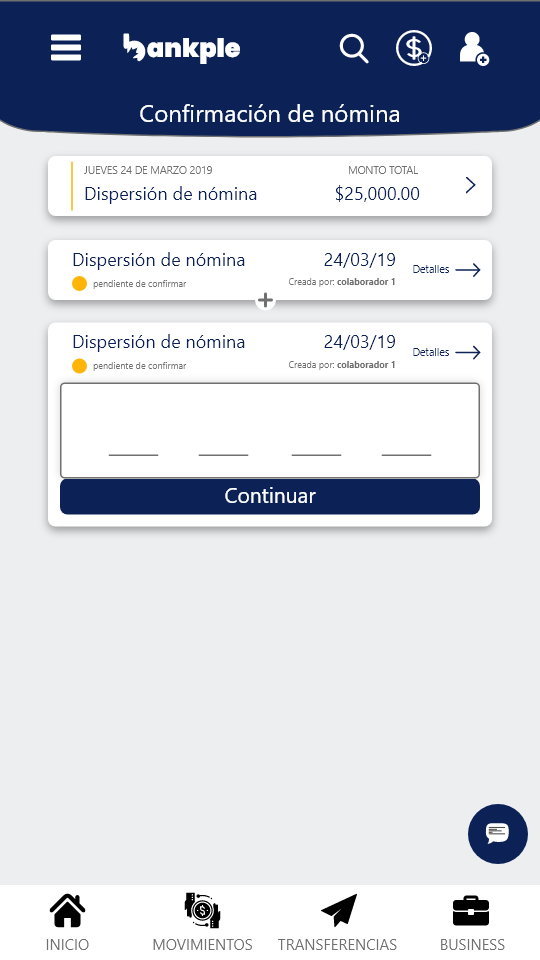 bankple
Confirmación de nómina
JUEVES 24 DE MARZO 2019
MONTO TOTAL
Dispersión de nómina
$25,000.00
Dispersión de nómina
24/03/19
Detalles
pendiente de confirmar
Creada por: colaborador 1
Dispersión de nómina
24/03/19
Detalles
pendiente de confirmar
Creada por: colaborador 1
Continuar
INICIO
MOVIMIENTOS
TRANSFERENCIAS
BUSINESS